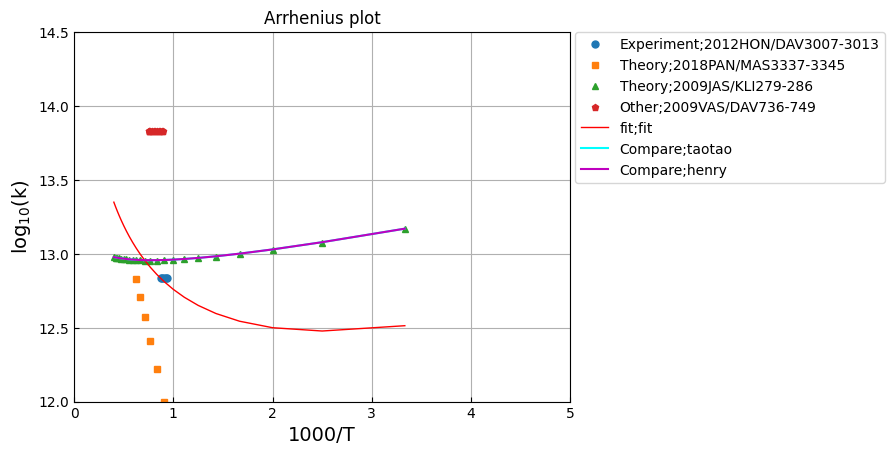 Arrhenius plot
14.5
14.0
13.5
13.0
12.5
12.0
log10(k)
0 1 2 3 4 5
1000/T
Experiment;2012HON/DAV3007-3013
Theory;2018PAN/MAS3337-3345
Theory;2009JAS/KLI279-286
Other;2009VAS/DAV736-749
fit;fit
Compare;taotao
Compare;henry